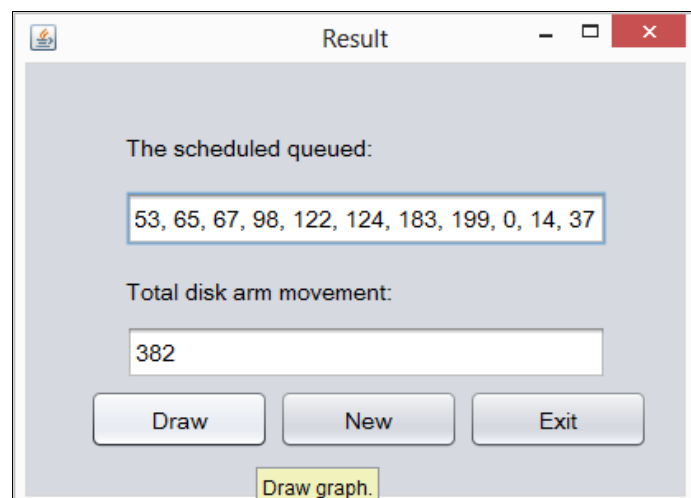 Result
The scheduled queued:
53, 65, 67, 98, 122, 124, 183, 199, 0, 14, 37
Total disk arm movement:
382
Draw New Exit
Draw graph.